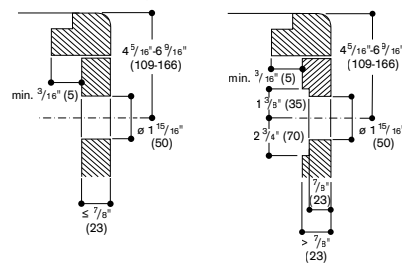 4 5/16"-6 9/16"
(109-166)
min. 3/16" (5)
ø 1 15/16"
(50)
≤ 7/8"
(23)
4 5/16"-6 9/16"
(109-166)
min. 3/16" (5)
1 3/8" (35)
2 3/4" (70)
ø 1 15/16"
(50)
7/8"
(23)
> 7/8"
(23)